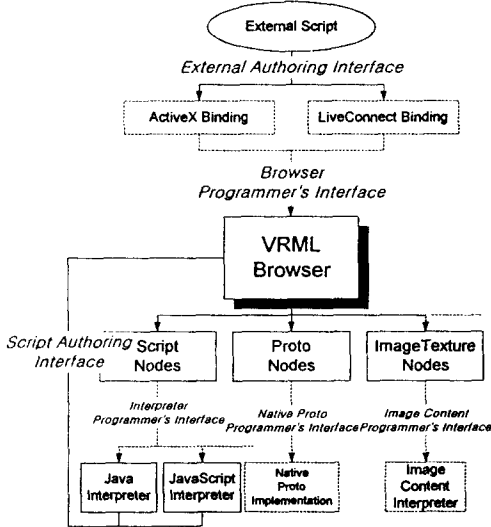 External Script
External Authoring Interface
ActiveX Binding
LiveConnect Binding
Browser
Programmer's Interface
VRML
Browser
Script Authoring
Interface
Script
Nodes
Proto
Nodes
ImageTexture
Nodes
Interpreter
Programmer's Interface
Native Proto
Programmer's Interface
Image Content
Programmer's Interface
Java
Interpreter
JavaScript
Interpreter
Native
Proto
Implementation
Image
Content
Interpreter